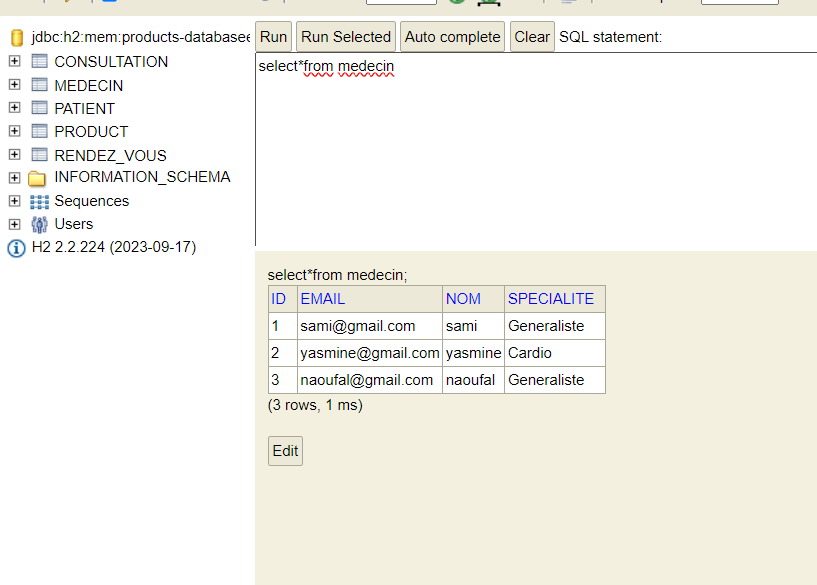 jdbc:h2:mem:products-databasee
CONSULTATION
MEDECIN
PATIENT
PRODUCT
RENDEZ_VOUS
INFORMATION_SCHEMA
Sequences
Users
H2 2.2.224 (2023-09-17)
Run Run Selected Auto complete Clear SQL statement:
select*from medecin
select*from medecin;
ID EMAIL NOM SPECIALITE
1 sami@gmail.com sami Generaliste
2 yasmine@gmail.com yasmine Cardio
3 naoufal@gmail.com naoufal Generaliste
(3 rows, 1 ms)
Edit